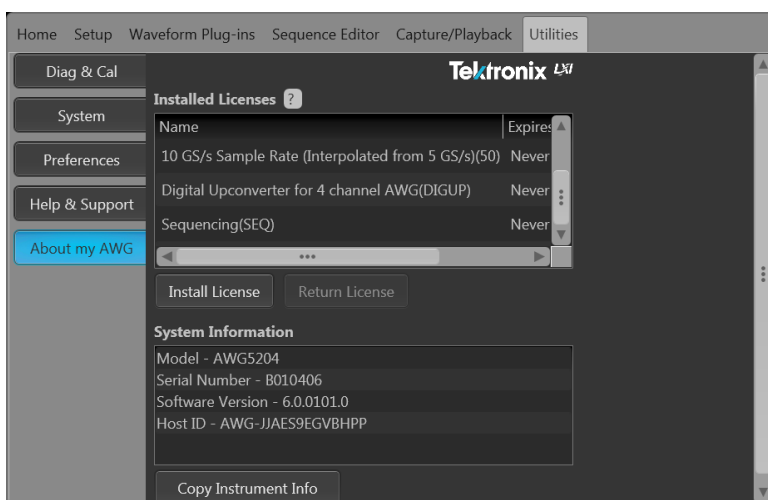 Home Setup Waveform Plug-ins Sequence Editor Capture/Playback Utilities
Diag & Cal
System
Preferences
Help & Support
About my AWG
Tektronix LXI
Installed Licenses ?
Name Expires
10 GS/s Sample Rate (Interpolated from 5 GS/s)(50) Never
Digital Upconverter for 4 channel AWG(DIGUP) Never
Sequencing(SEQ) Never
Install License Return License
System Information
Model - AWG5204
Serial Number - B010406
Software Version - 6.0.0101.0
Host ID - AWG-JJAES9EGVBHPP
Copy Instrument Info